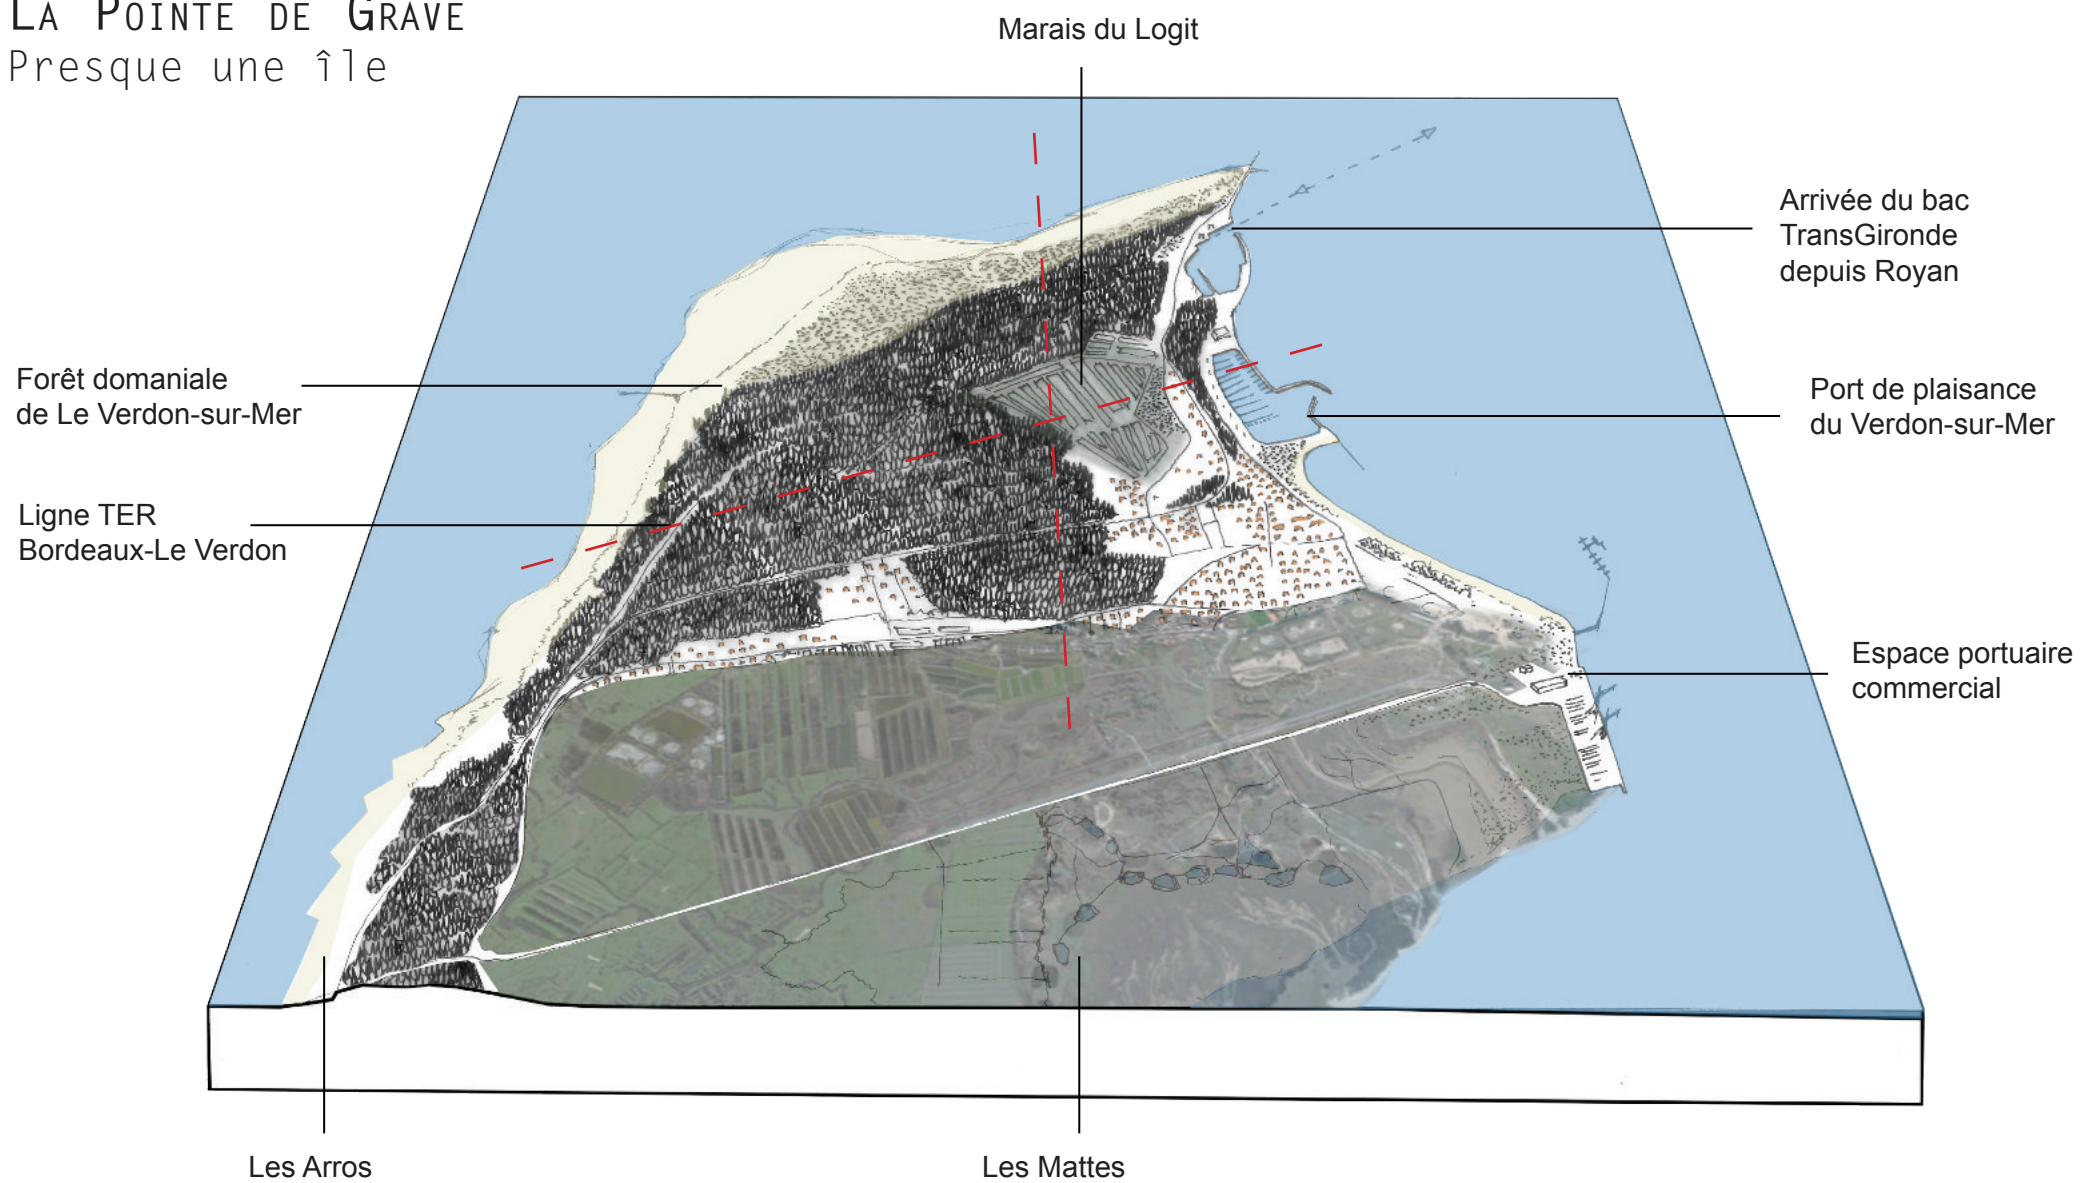 La Pointe de Grave
Presque une île
Marais du Logit
Arrivée du bac
TransGironde
depuis Royan
Forêt domaniale
de Le Verdon-sur-Mer
Port de plaisance
du Verdon-sur-Mer
Ligne TER
Bordeaux-Le Verdon
Espace portuaire
commercial
Les Arros
Les Mattes